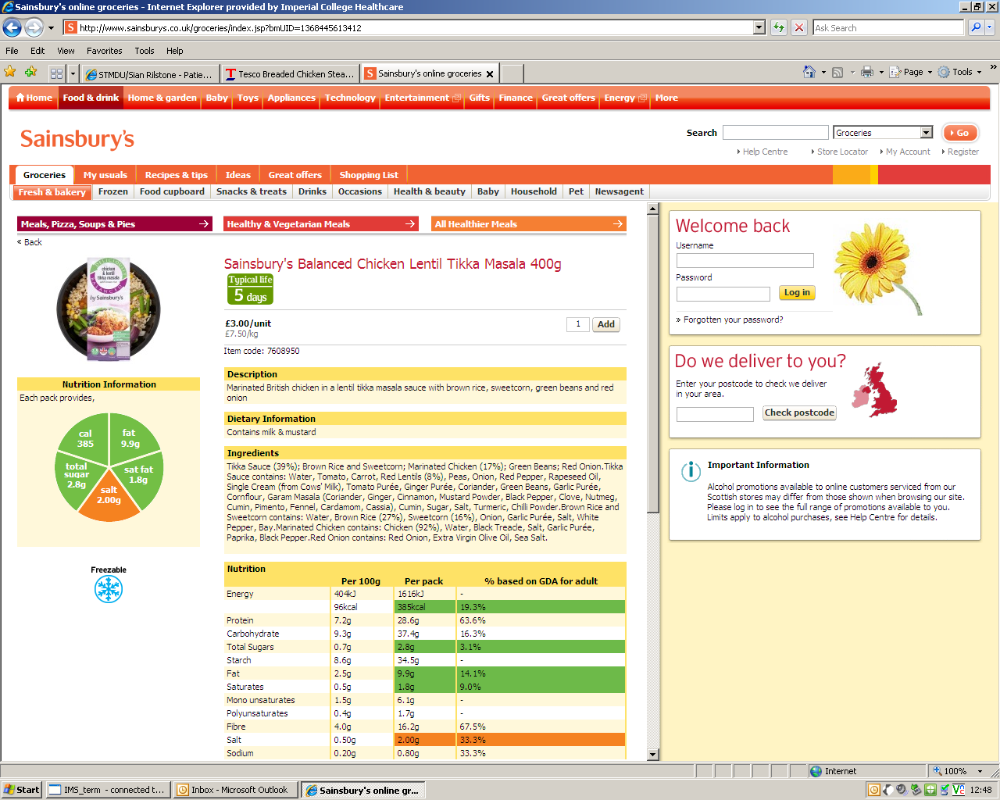 Sainsbury's online groceries - Internet Explorer provided by Imperial College Healthcare
http://www.sainsburys.co.uk/groceries/index.jsp?bmUID=1368445613412
Ask Search
File Edit View Favorites Tools Help
STMDU/Sian Rilstone - Patie...
Tesco Breaded Chicken Stea...
Sainsbury's online groceries
Page Tools
Home Food & drink Home & garden Baby Toys Appliances Technology Entertainment Gifts Finance Great offers Energy More
Sainsbury's
Search Groceries Go
Help Centre Store Locator My Account Register
Groceries My usuals Recipes & tips Ideas Great offers Shopping List
Fresh & bakery Frozen Food cupboard Snacks & treats Drinks Occasions Health & beauty Baby Household Pet Newsagent
Meals, Pizza, Soups & Pies
Healthy & Vegetarian Meals
All Healthier Meals
« Back
chicken
& lentil
tikka masala
by Sainsbury's
Nutrition Information
Each pack provides,
cal
385
fat
9.9g
total
sugar
2.8g
sat fat
1.8g
salt
2.00g
Freezable
Sainsbury's Balanced Chicken Lentil Tikka Masala 400g
Typical life
5 days
£3.00/unit
£7.50/kg
1 Add
Item code: 7608950
Description
Marinated British chicken in a lentil tikka masala sauce with brown rice, sweetcorn, green beans and red
onion
Dietary Information
Contains milk & mustard
Ingredients
Tikka Sauce (39%); Brown Rice and Sweetcorn; Marinated Chicken (17%); Green Beans; Red Onion.Tikka
Sauce contains: Water, Tomato, Carrot, Red Lentils (8%), Peas, Onion, Red Pepper, Rapeseed Oil,
Single Cream (from Cows' Milk), Tomato Purée, Ginger Purée, Coriander, Green Beans, Garlic Purée,
Cornflour, Garam Masala (Coriander, Ginger, Cinnamon, Mustard Powder, Black Pepper, Clove, Nutmeg,
Cumin, Pimento, Fennel, Cardamom, Cassia), Cumin, Sugar, Salt, Turmeric, Chilli Powder.Brown Rice and
Sweetcorn contains: Water, Brown Rice (27%), Sweetcorn (16%), Onion, Garlic Purée, Salt, White
Pepper, Bay.Marinated Chicken contains: Chicken (92%), Water, Black Treacle, Salt, Garlic Purée,
Paprika, Black Pepper.Red Onion contains: Red Onion, Extra Virgin Olive Oil, Sea Salt.
Nutrition
Per 100g Per pack % based on GDA for adult
Energy 404kJ 1616kJ -
96kcal 385kcal 19.3%
Protein 7.2g 28.6g 63.6%
Carbohydrate 9.3g 37.4g 16.3%
Total Sugars 0.7g 2.8g 3.1%
Starch 8.6g 34.5g -
Fat 2.5g 9.9g 14.1%
Saturates 0.5g 1.8g 9.0%
Mono unsaturates 1.5g 6.1g -
Polyunsaturates 0.4g 1.7g -
Fibre 4.0g 16.2g 67.5%
Salt 0.50g 2.00g 33.3%
Sodium 0.20g 0.80g 33.3%
Welcome back
Username
Password
Log in
» Forgotten your password?
Do we deliver to you?
Enter your postcode to check we deliver
in your area.
Check postcode
Important Information
Alcohol promotions available to online customers serviced from our
Scottish stores may differ from those shown when browsing our site.
Please log in to see the full range of promotions available to you.
Limits apply to alcohol purchases, see Help Centre for details.
Internet 100%
Start IMS_term - connected t... Inbox - Microsoft Outlook Sainsbury's online gr... 12:48